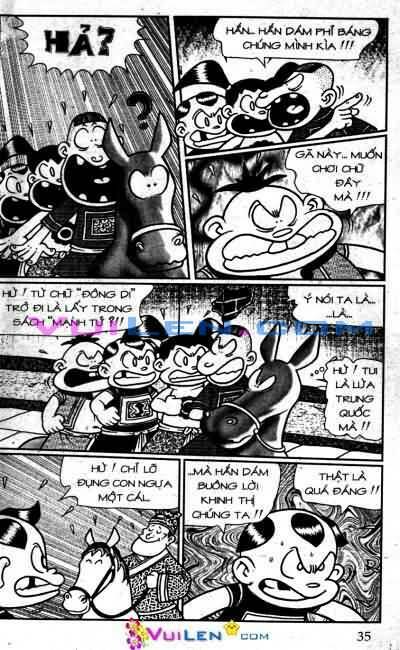 HẢ?
?
HẮN... HẮN DÁM PHỈ BÁNG
CHÚNG MÌNH KÌA !!!
GÃ NÀY... MUỐN
CHƠI CHỮ
ĐÂY
MÀ !!!
HỪ ! TỪ CHỮ "ĐÔNG DI"
TRỞ ĐI LÀ LẤY TRONG
SÁCH "MẠNH TỬ" ?!!
Ý NÓI TA LÀ...
...LÀ...
HỪ ! TUI
LÀ LỪA
TRUNG
QUỐC
MÀ !!
VUILEN.COM
HỪ ! CHỈ LỠ
ĐỤNG CON NGỰA
MỘT CÁI.
...MÀ HẮN DÁM
BUÔNG LỜI
KHINH THỊ
CHÚNG TA !!
THẬT LÀ
QUÁ ĐÁNG !!
35
VUILEN.COM